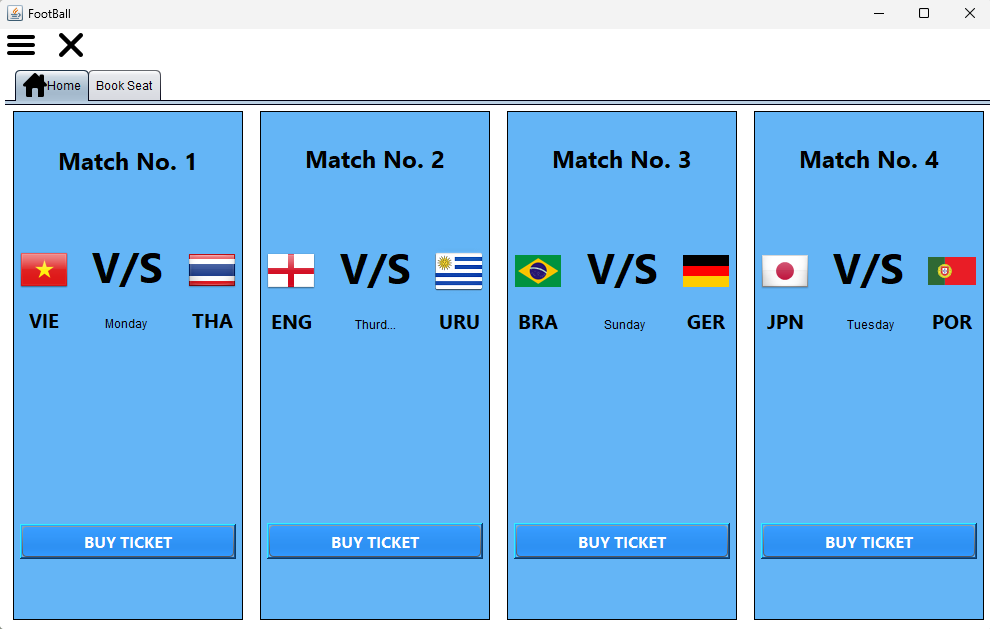 FootBall
Home Book Seat
Match No. 1
V/S
VIE Monday THA
BUY TICKET
Match No. 2
V/S
ENG Thurd... URU
BUY TICKET
Match No. 3
V/S
BRA Sunday GER
BUY TICKET
Match No. 4
V/S
JPN Tuesday POR
BUY TICKET